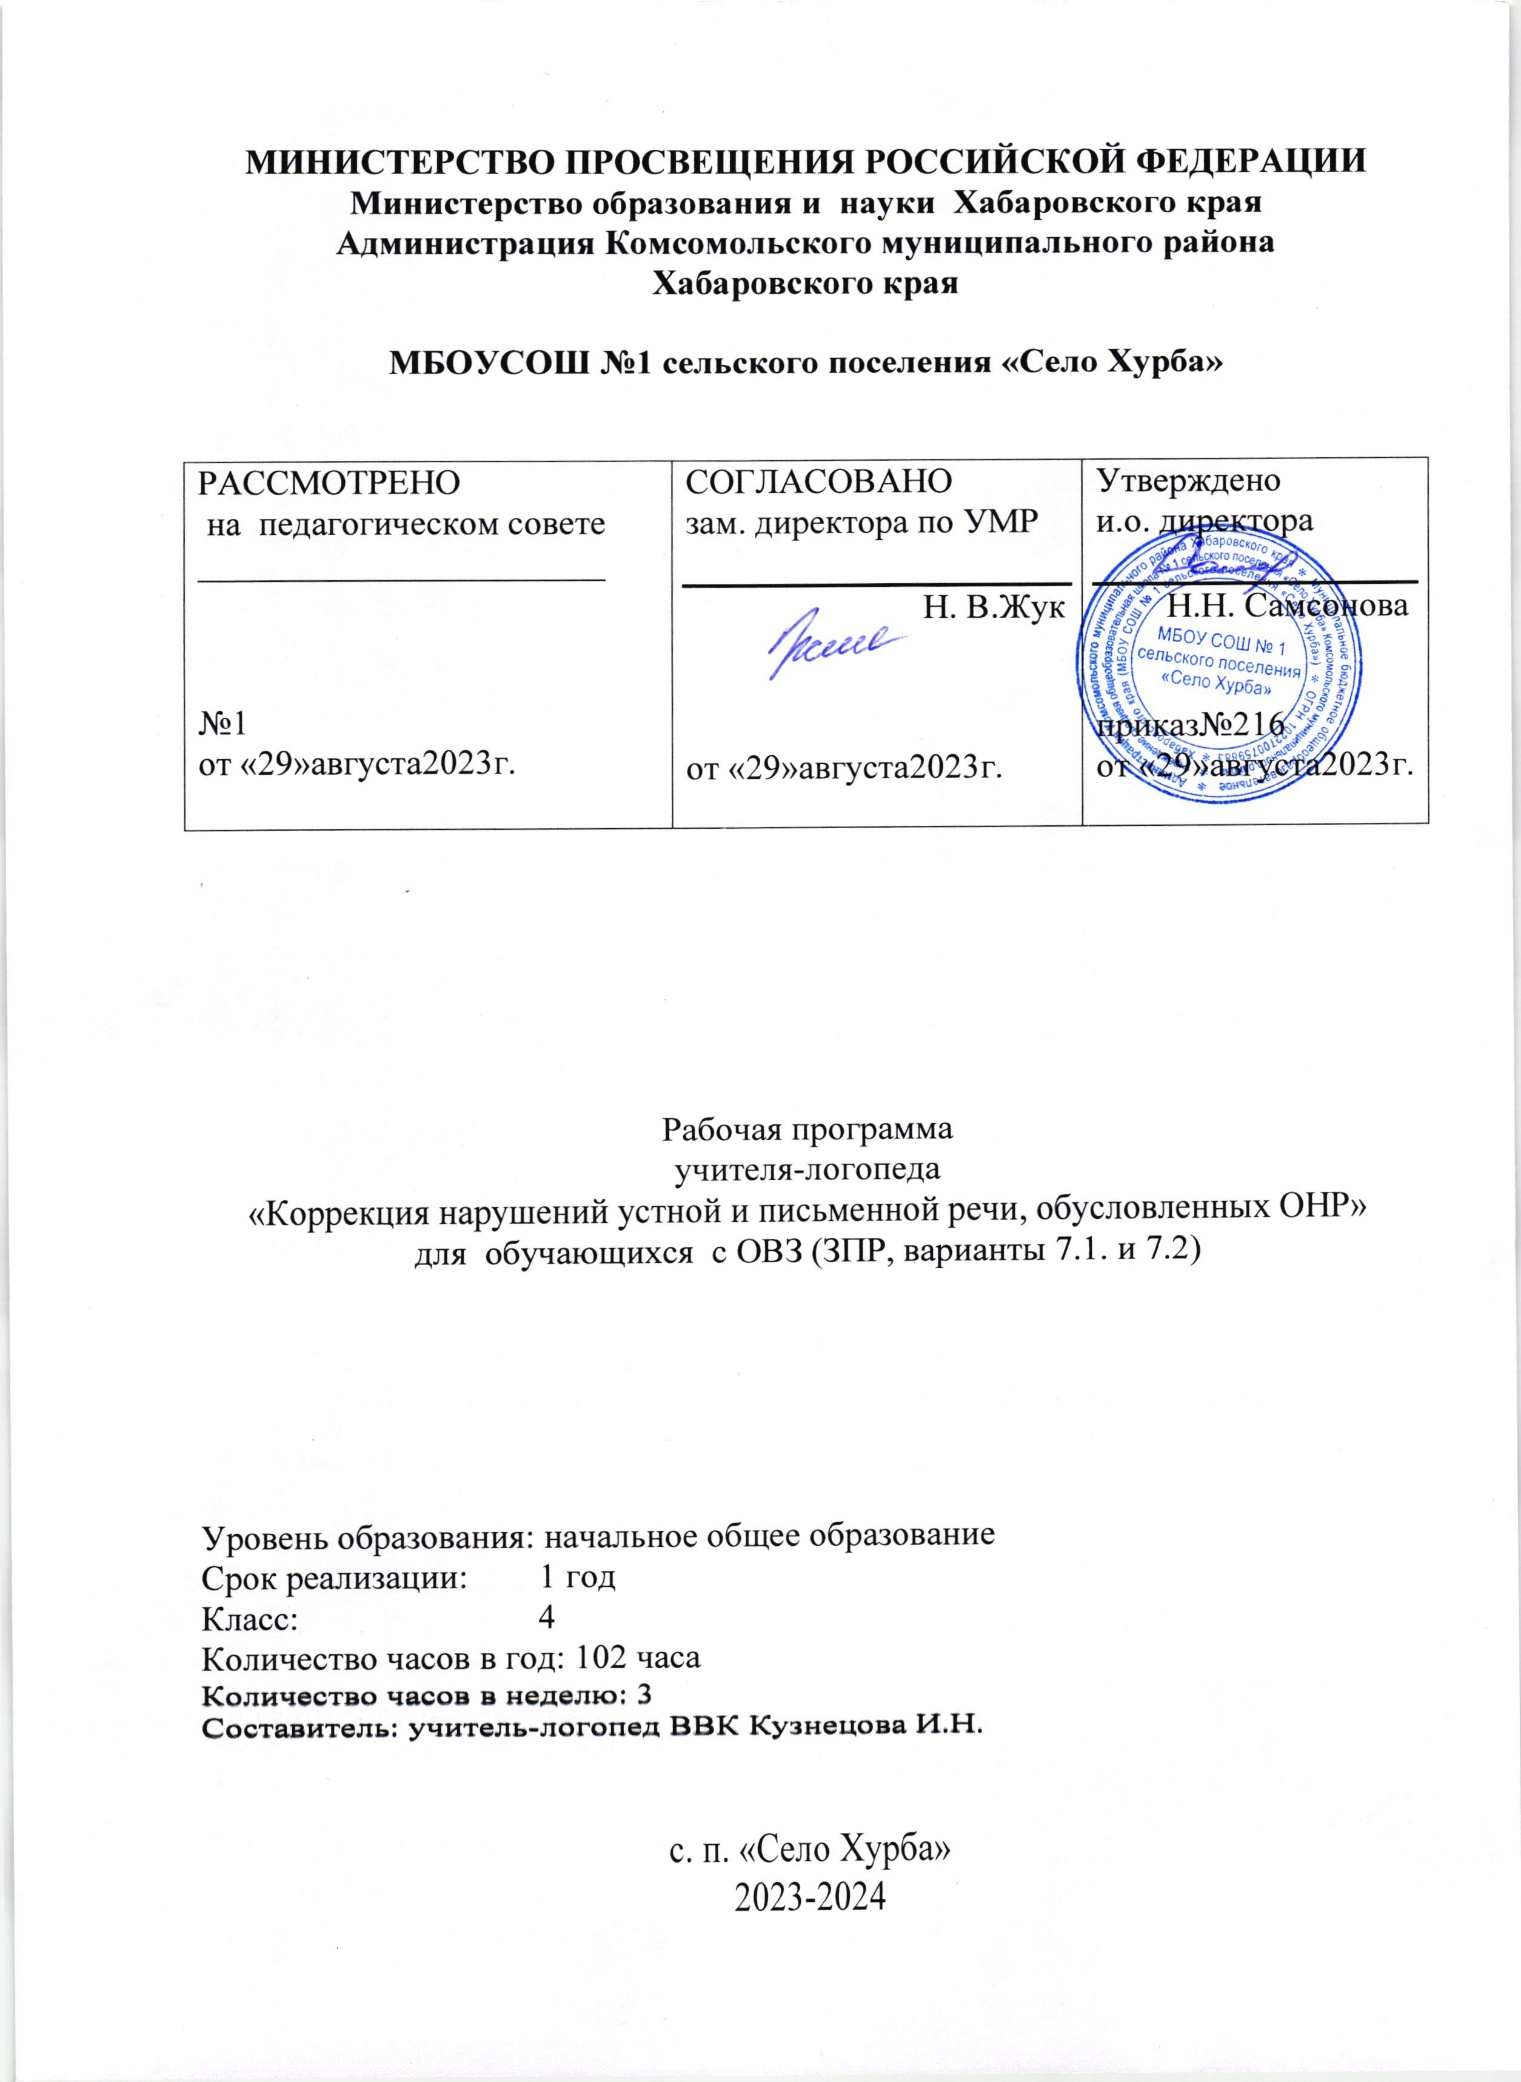 МИНИСТЕРСТВО ПРОСВЕЩЕНИЯ РОССИЙСКОЙ ФЕДЕРАЦИИ
Министерство образования и науки Хабаровского края
Администрация Комсомольского муниципального района
Хабаровского края
МБОУСОШ №1 сельского поселения «Село Хурба»
РАССМОТРЕНО
на педагогическом совете
№1
от «29»августа2023г.
СОГЛАСОВАНО
зам. директора по УМР
Н. В.Жук
от «29»августа2023г.
Утверждено
и.о. директора
Н.Н. Самсонова
МБОУ СОШ № 1
сельского поселения
«Село Хурба»
приказ№216
от «29»августа2023г.
Рабочая программа
учителя-логопеда
«Коррекция нарушений устной и письменной речи, обусловленных ОНР»
для обучающихся с ОВЗ (ЗПР, варианты 7.1. и 7.2)
Уровень образования: начальное общее образование
Срок реализации: 1 год
Класс: 4
Количество часов в год: 102 часа
Количество часов в неделю: 3
Составитель: учитель-логопед ВВК Кузнецова И.Н.
с. п. «Село Хурба»
2023-2024